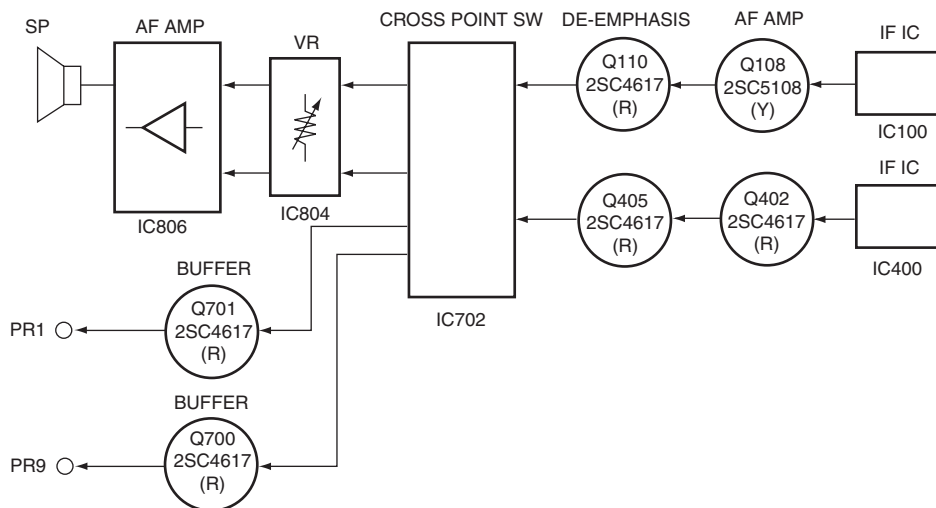 CROSS POINT SW
DE-EMPHASIS
AF AMP
IF IC
SP
AF AMP
VR
Q110
2SC4617
(R)
Q108
2SC5108
(Y)
IC100
IF IC
Q405
2SC4617
(R)
Q402
2SC4617
(R)
IC400
IC806
IC804
IC702
BUFFER
Q701
2SC4617
(R)
PR1
BUFFER
Q700
2SC4617
(R)
PR9